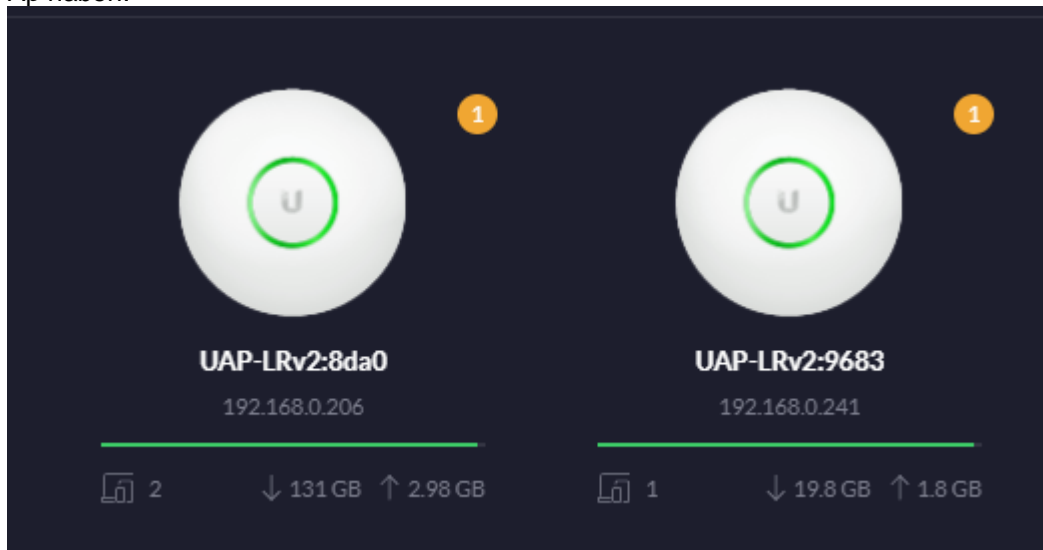 1 1
U U
UAP-LRv2:8da0 UAP-LRv2:9683
192.168.0.206 192.168.0.241
2 ↓ 131 GB ↑ 2.98 GB 1 ↓ 19.8 GB ↑ 1.8 GB